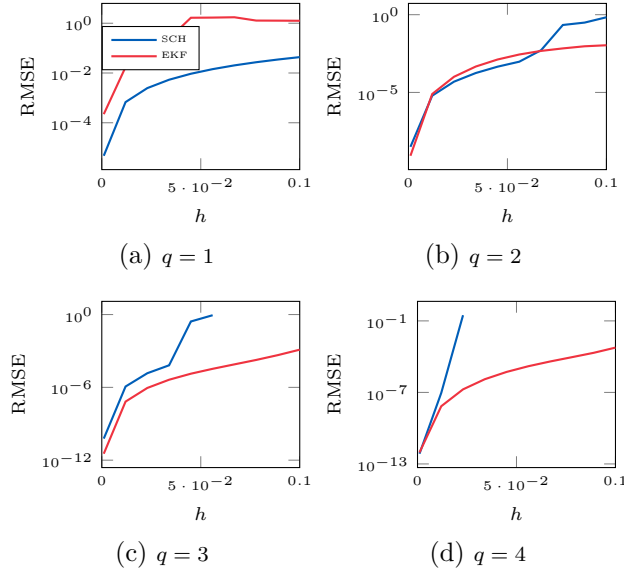 10^0
10^{-2}
10^{-4}
RMSE
SCH
EKF
0
5 · 10^{-2}
0.1
h
(a) q = 1
10^0
10^{-5}
RMSE
0
5 · 10^{-2}
0.1
h
(b) q = 2
10^0
10^{-6}
10^{-12}
RMSE
0
5 · 10^{-2}
0.1
h
(c) q = 3
10^{-1}
10^{-7}
10^{-13}
RMSE
0
5 · 10^{-2}
0.1
h
(d) q = 4